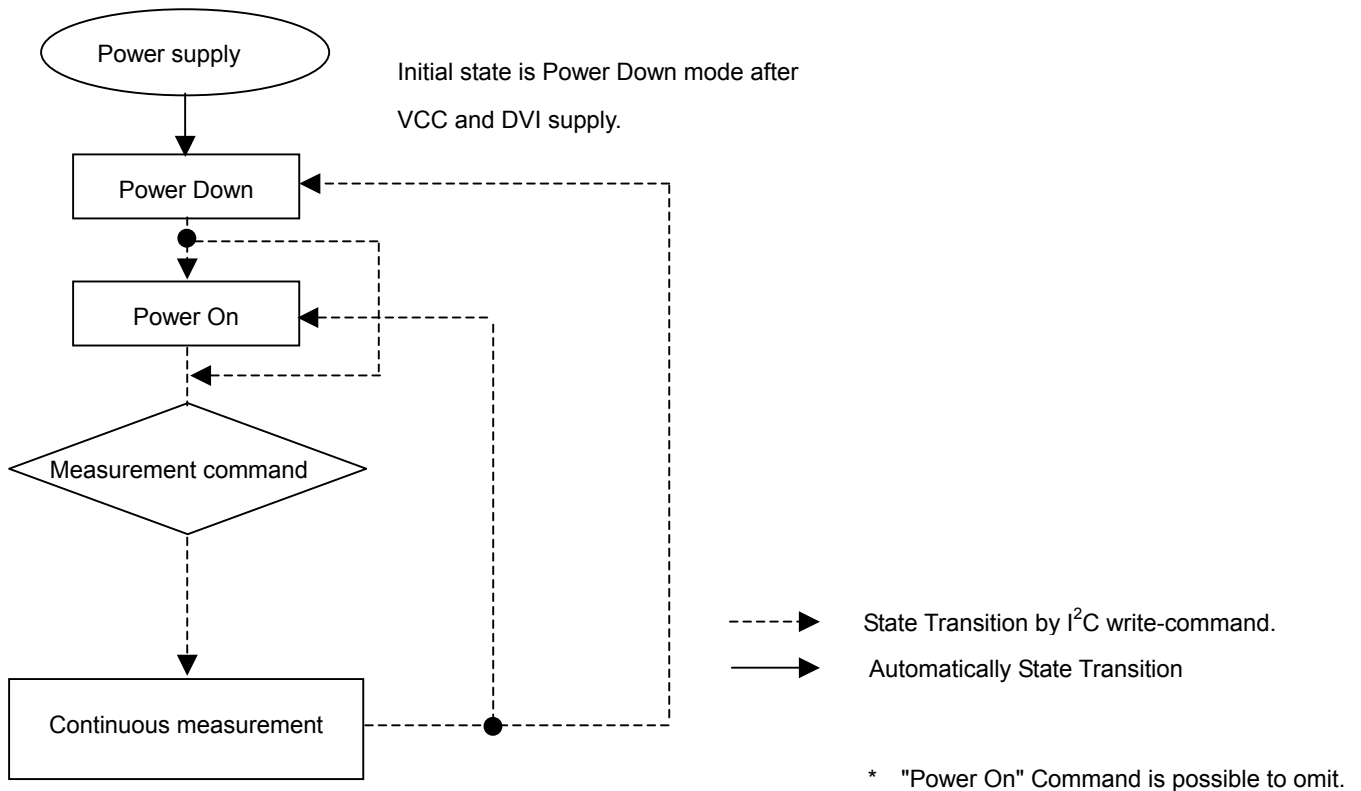 Power supply
Initial state is Power Down mode after
VCC and DVI supply.
Power Down
Power On
Measurement command
State Transition by I²C write-command.
Automatically State Transition
Continuous measurement
* "Power On" Command is possible to omit.